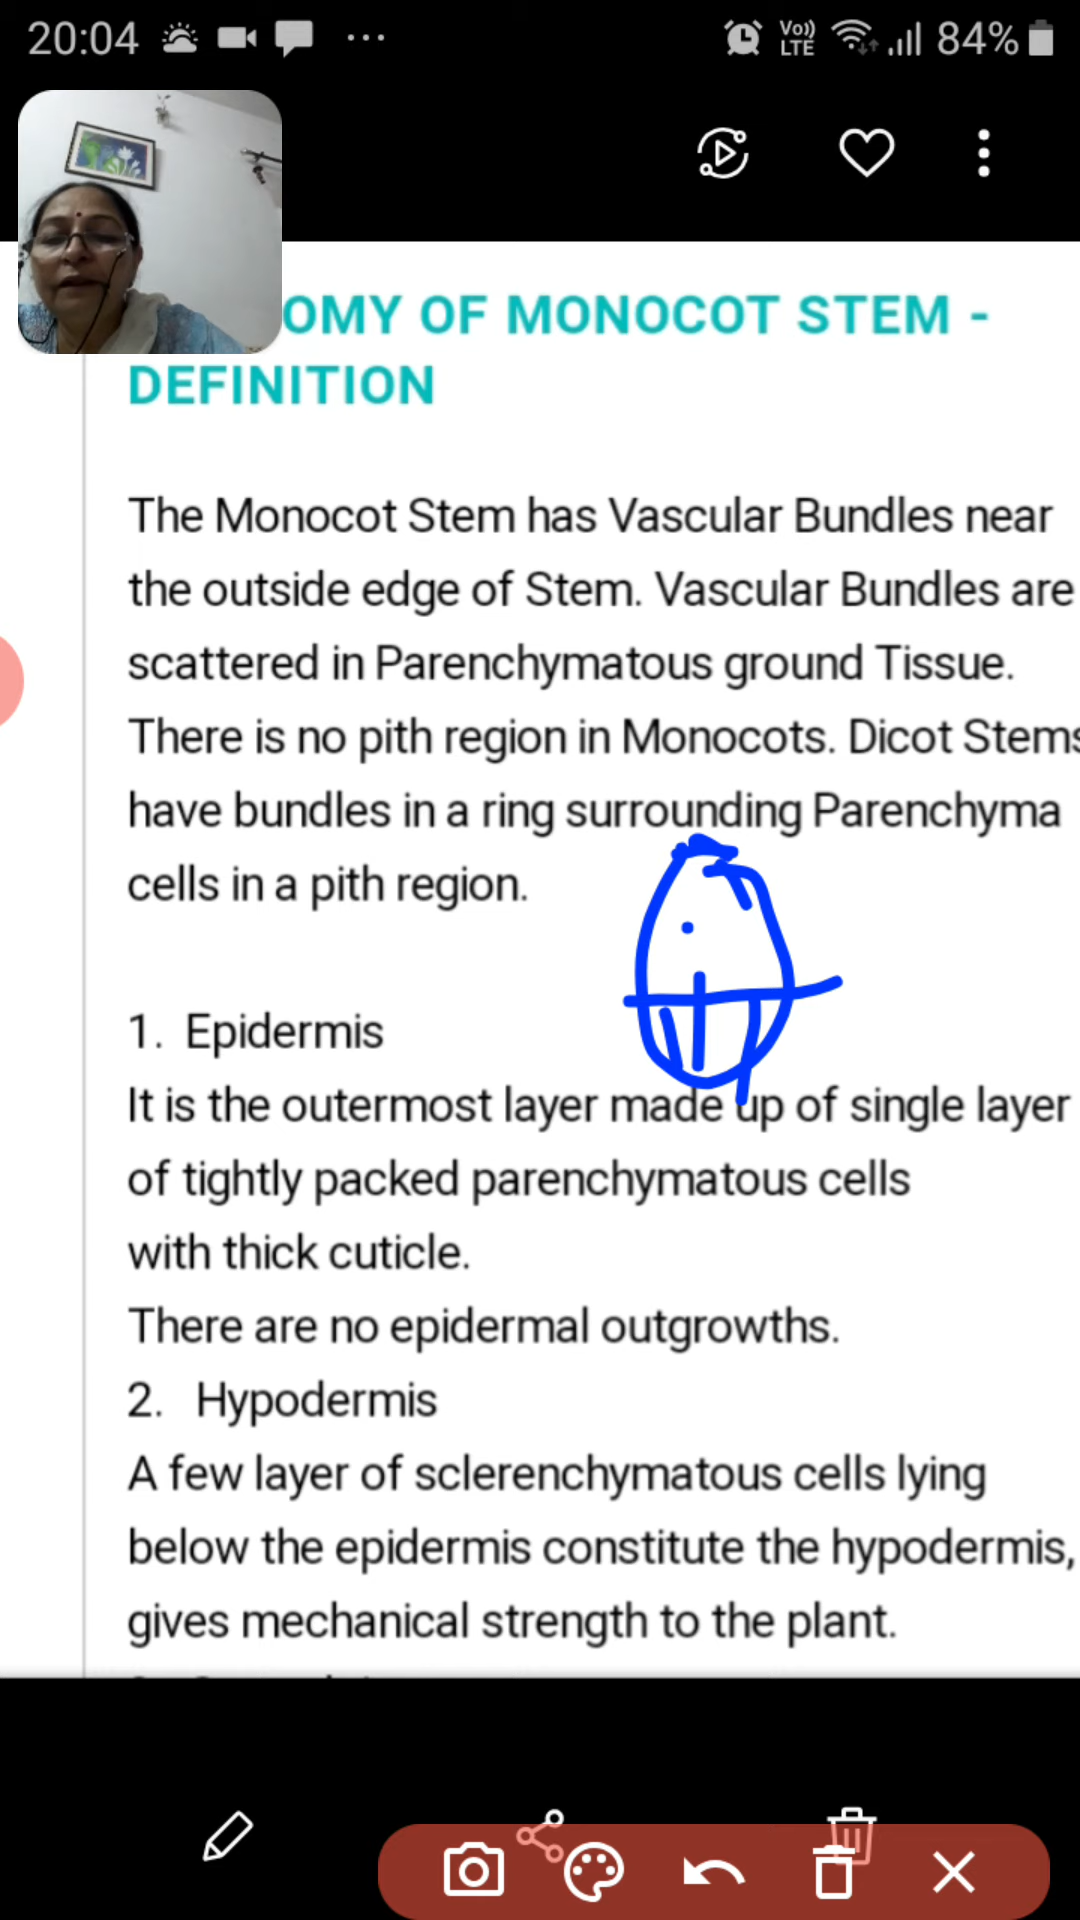 20:04 ... Vo)) LTE 84%
OMY OF MONOCOT STEM -
DEFINITION
The Monocot Stem has Vascular Bundles near
the outside edge of Stem. Vascular Bundles are
scattered in Parenchymatous ground Tissue.
There is no pith region in Monocots. Dicot Stems
have bundles in a ring surrounding Parenchyma
cells in a pith region.
1. Epidermis
It is the outermost layer made up of single layer
of tightly packed parenchymatous cells
with thick cuticle.
There are no epidermal outgrowths.
2. Hypodermis
A few layer of sclerenchymatous cells lying
below the epidermis constitute the hypodermis,
gives mechanical strength to the plant.